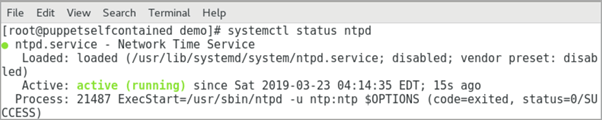 File Edit View Search Terminal Help
[root@puppetselfcontained demo]# systemctl status ntpd
● ntpd.service - Network Time Service
   Loaded: loaded (/usr/lib/systemd/system/ntpd.service; disabled; vendor preset: disab
led)
   Active: active (running) since Sat 2019-03-23 04:14:35 EDT; 15s ago
  Process: 21487 ExecStart=/usr/sbin/ntpd -u ntp:ntp $OPTIONS (code=exited, status=0/SU
CCESS)